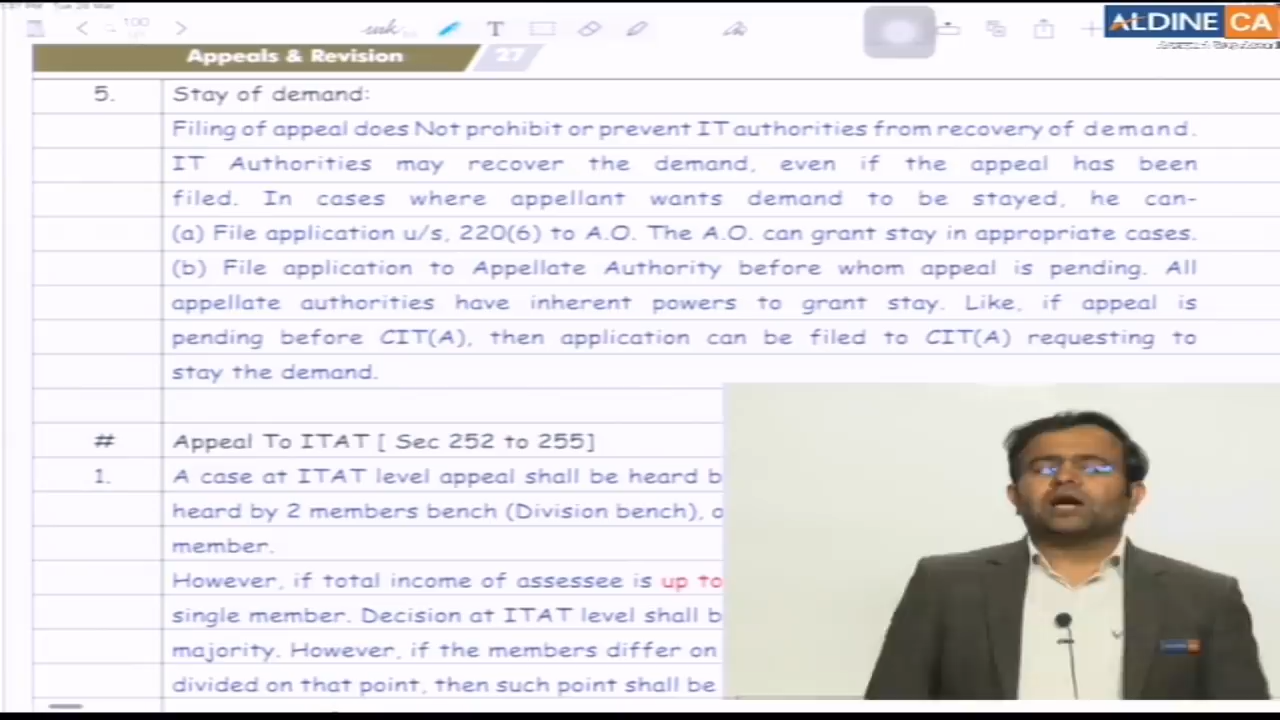 Tue 26 Mar
100
ink T
ALDINE CA
Appeals & Revision 27
5. Stay of demand:
Filing of appeal does Not prohibit or prevent IT authorities from recovery of demand.
IT Authorities may recover the demand, even if the appeal has been
filed. In cases where appellant wants demand to be stayed, he can-
(a) File application u/s, 220(6) to A.O. The A.O. can grant stay in appropriate cases.
(b) File application to Appellate Authority before whom appeal is pending. All
appellate authorities have inherent powers to grant stay. Like, if appeal is
pending before CIT(A), then application can be filed to CIT(A) requesting to
stay the demand.
# Appeal To ITAT [ Sec 252 to 255]
1. A case at ITAT level appeal shall be heard b
heard by 2 members bench (Division bench), o
member.
However, if total income of assessee is up to
single member. Decision at ITAT level shall b
majority. However, if the members differ on
divided on that point, then such point shall be